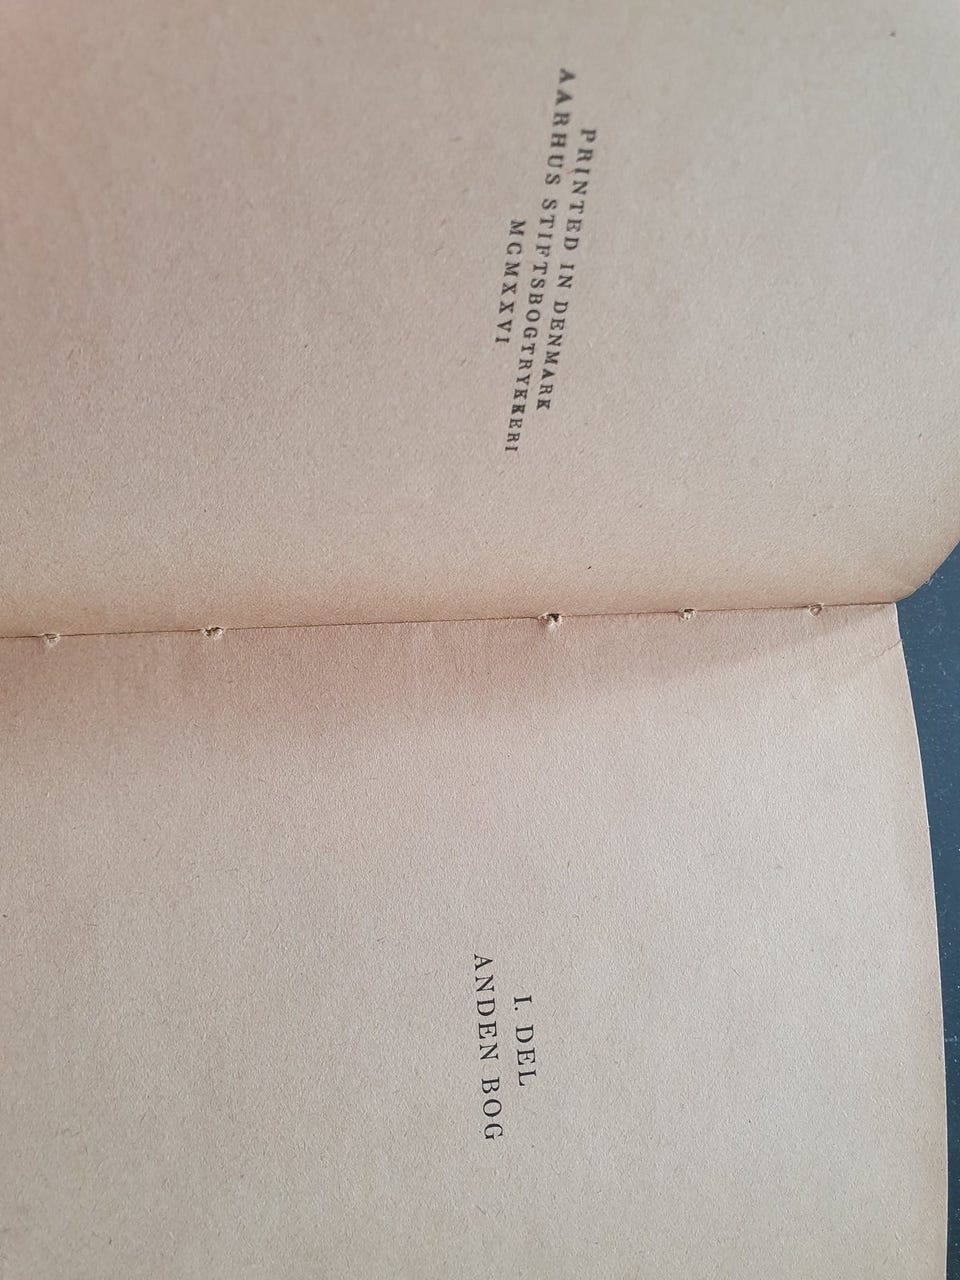 PRINTED IN DENMARK
AARHUS STIFTSBOGTRYKKERI
MCMXXVI
I. DEL
ANDEN BOG